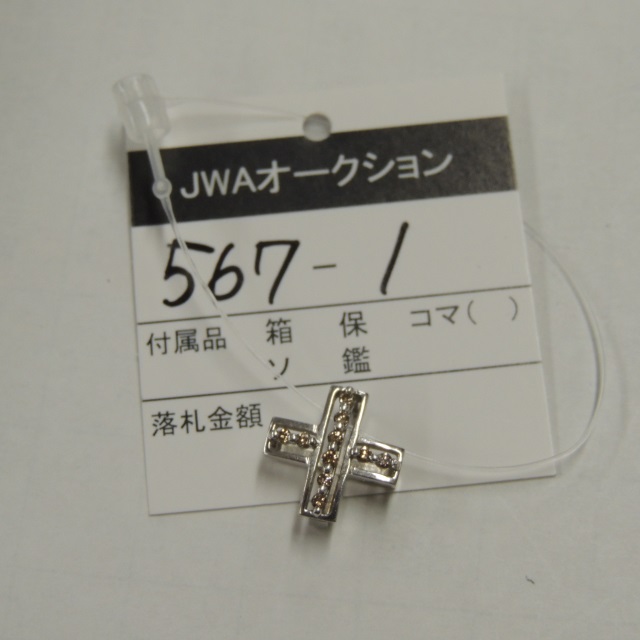 JWAオークション
567-1
付属品 箱 保 コマ( )
ソ 鑑
落札金額